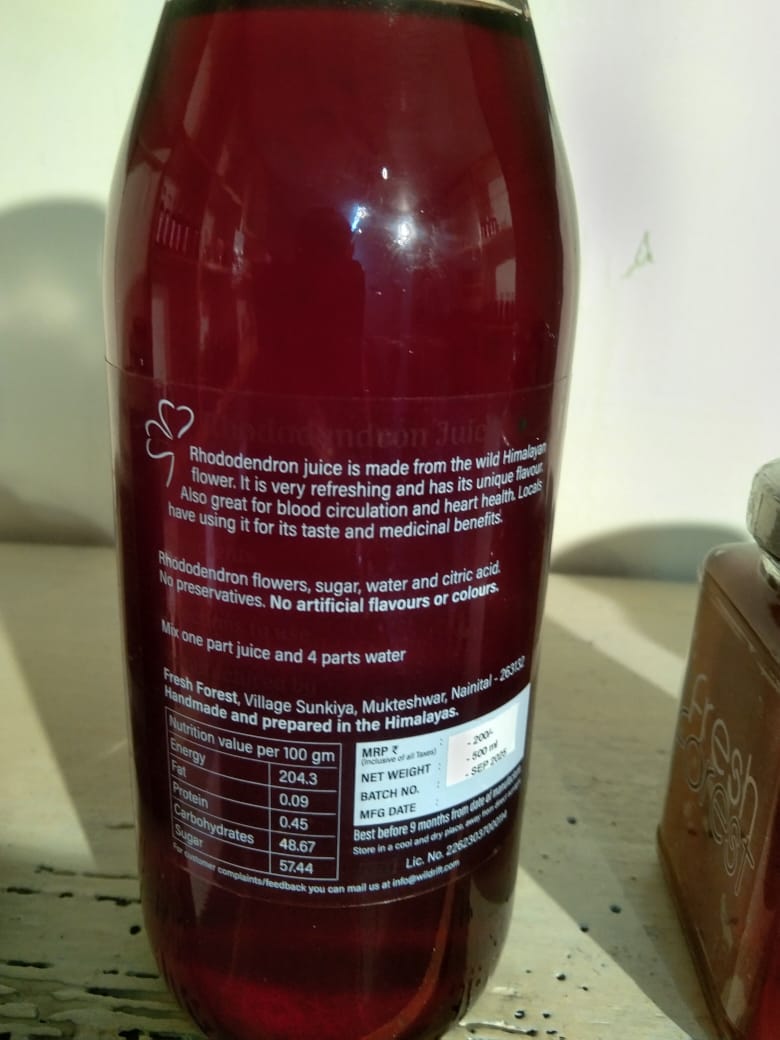 Rhododendron juice is made from the wild Himalayan
flower. It is very refreshing and has its unique flavour.
Also great for blood circulation and heart health. Locals
have using it for its taste and medicinal benefits.
Rhododendron flowers, sugar, water and citric acid.
No preservatives. No artificial flavours or colours.
Mix one part juice and 4 parts water
Fresh Forest, Village Sunkiya, Mukteshwar, Nainital - 263132
Handmade and prepared in the Himalayas.
Nutrition value per 100 gm
Energy 204.3
Fat 0.09
Protein 0.45
Carbohydrates 48.67
Sugar 57.44
MRP ₹ : - 200/-
(Inclusive of all Taxes)
NET WEIGHT : - 500 ml
BATCH NO. : - SEP 2025
MFG DATE :
Best before 9 months from date of manufacture.
Store in a cool and dry place, away from direct
Lic. No.
For customer complaints/feedback you can mail us at info@wildrift.com
Fresh
Forest